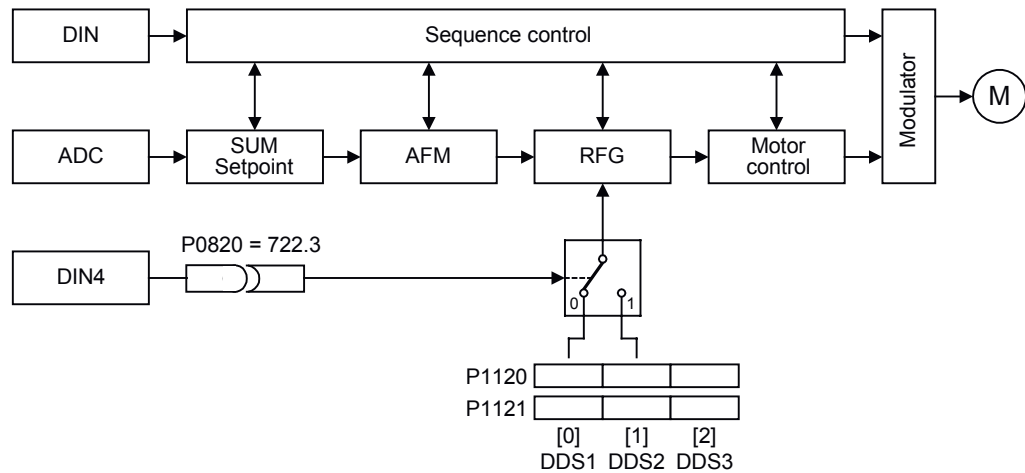 DIN
Sequence control
Modulator
M
ADC
SUM
Setpoint
AFM
RFG
Motor
control
P0820 = 722.3
DIN4
0
1
P1120
P1121
[0] [1] [2]
DDS1 DDS2 DDS3